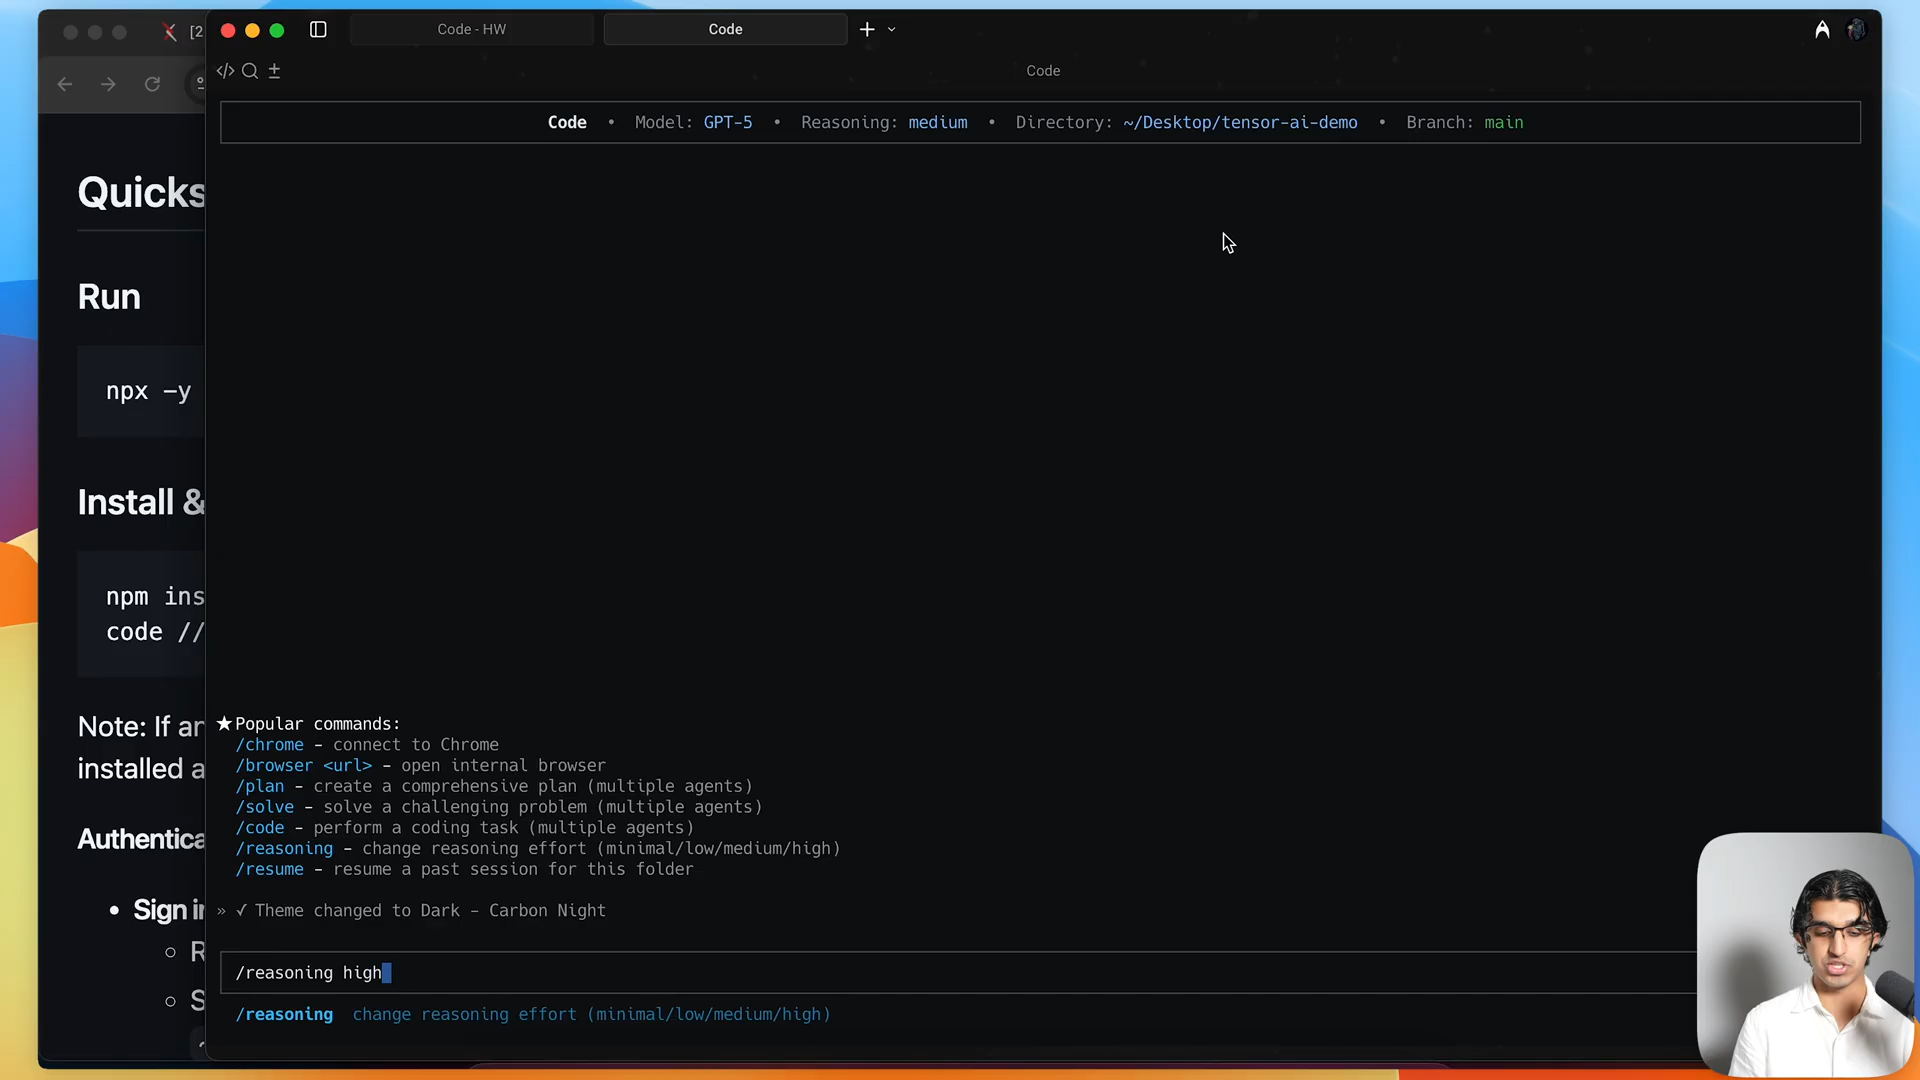 [2
Code - HW
Code
Code
Code • Model: GPT-5 • Reasoning: medium • Directory: ~/Desktop/tensor-ai-demo • Branch: main
Quicks
Run
npx -y
Install &
npm ins
code //
Note: If an
installed a
Authentica
• Sign in
★Popular commands:
/chrome - connect to Chrome
/browser <url> - open internal browser
/plan - create a comprehensive plan (multiple agents)
/solve - solve a challenging problem (multiple agents)
/code - perform a coding task (multiple agents)
/reasoning - change reasoning effort (minimal/low/medium/high)
/resume - resume a past session for this folder
» ✓ Theme changed to Dark - Carbon Night
/reasoning high
/reasoning change reasoning effort (minimal/low/medium/high)